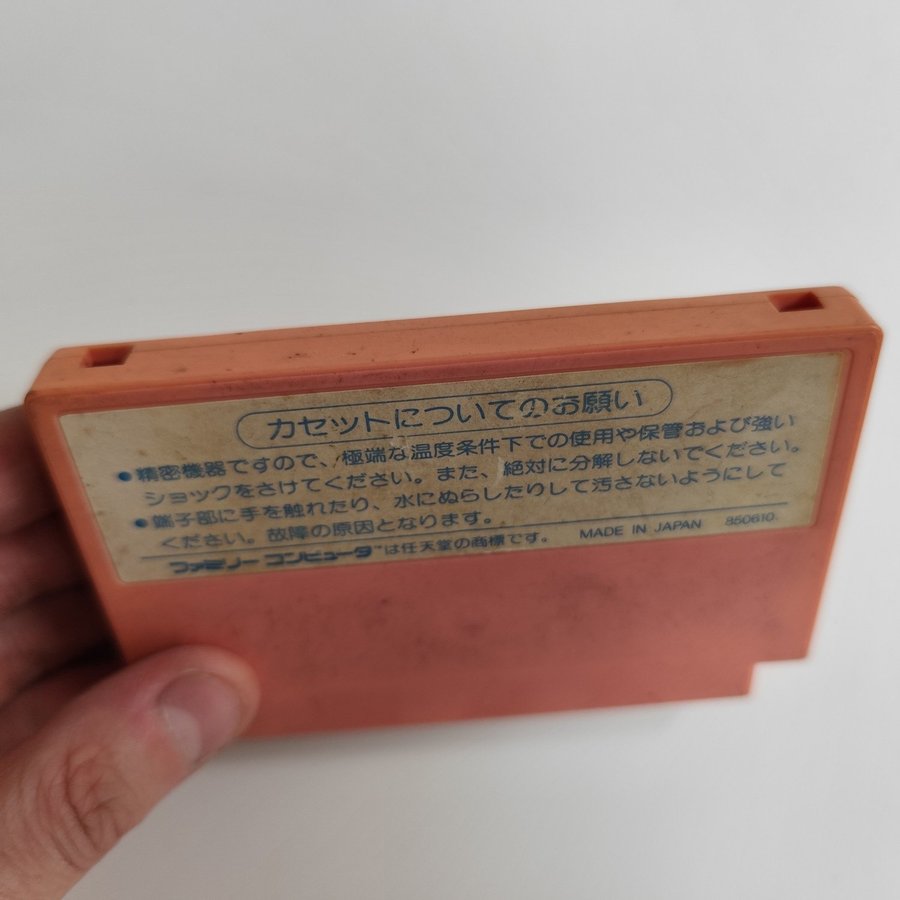 カセットについてのお願い
●精密機器ですので、極端な温度条件下での使用や保管および強い
ショックをさけてください。また、絶対に分解しないでください。
●端子部に手を触れたり、水にぬらしたりして汚さないようにして
ください。故障の原因となります。
ファミリーコンピュータ™は任天堂の商標です。 MADE IN JAPAN 850610.